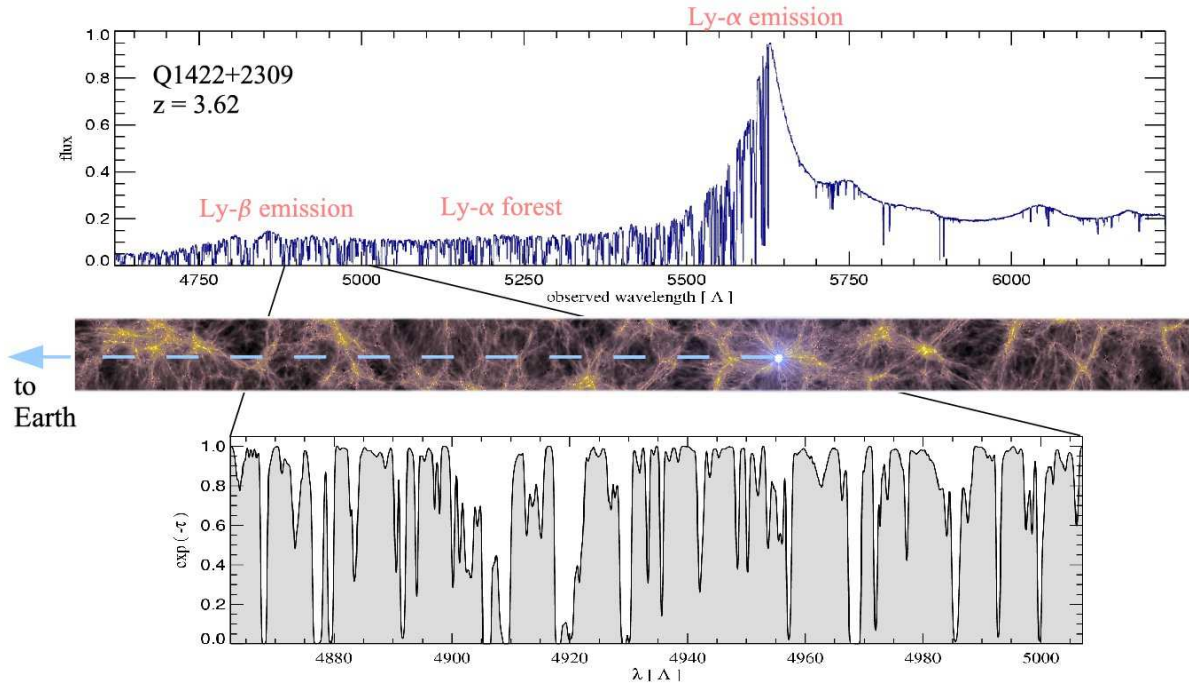 Ly-α emission
1.0
Q1422+2309
z = 3.62
0.8
0.6
flux
0.4
Ly-β emission
Ly-α forest
0.2
0.0
4750 5000 5250 5500 5750 6000
observed wavelength [ Λ ]
to
Earth
1.0
0.8
0.6
exp ( -τ )
0.4
0.2
0.0
4880 4900 4920 4940 4960 4980 5000
λ [ Λ ]